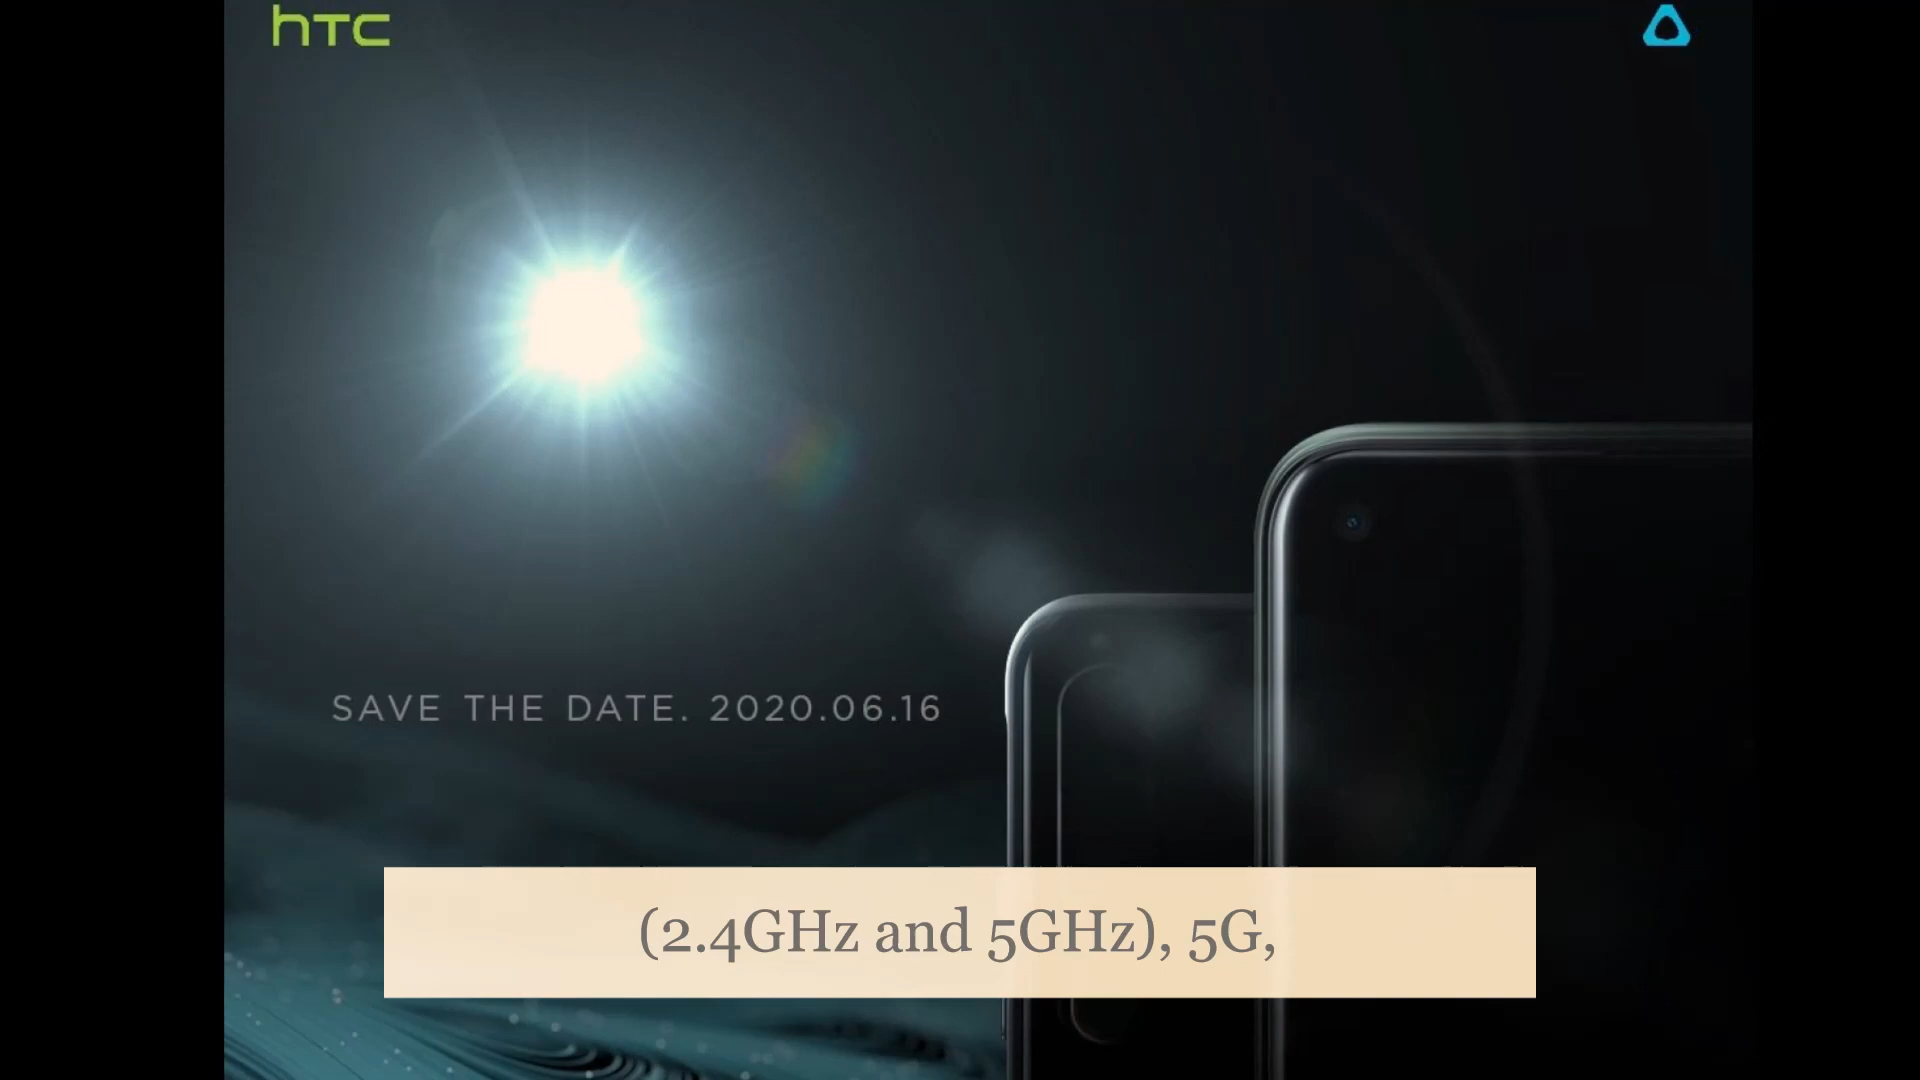 hTC
SAVE THE DATE. 2020.06.16
(2.4GHz and 5GHz), 5G,